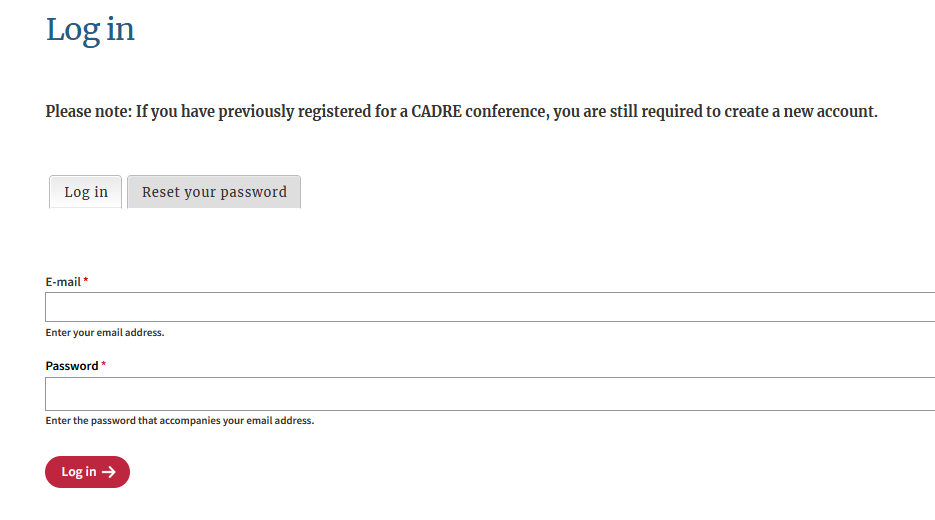 Log in
Please note: If you have previously registered for a CADRE conference, you are still required to create a new account.
Log in
Reset your password
E-mail *
Enter your email address.
Password *
Enter the password that accompanies your email address.
Log in →